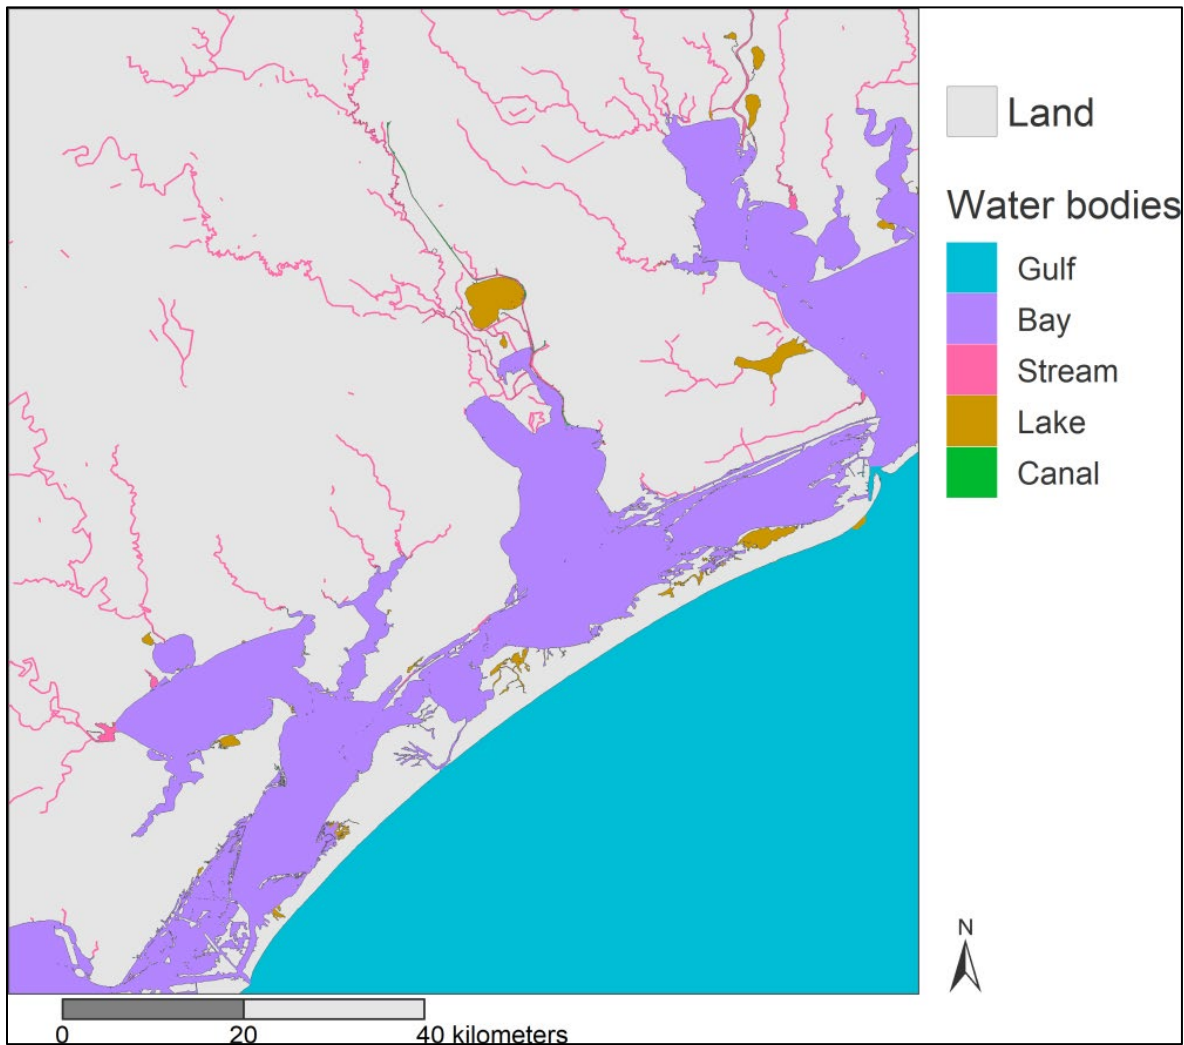 Land
Water bodies
Gulf
Bay
Stream
Lake
Canal
N
0 20 40 kilometers